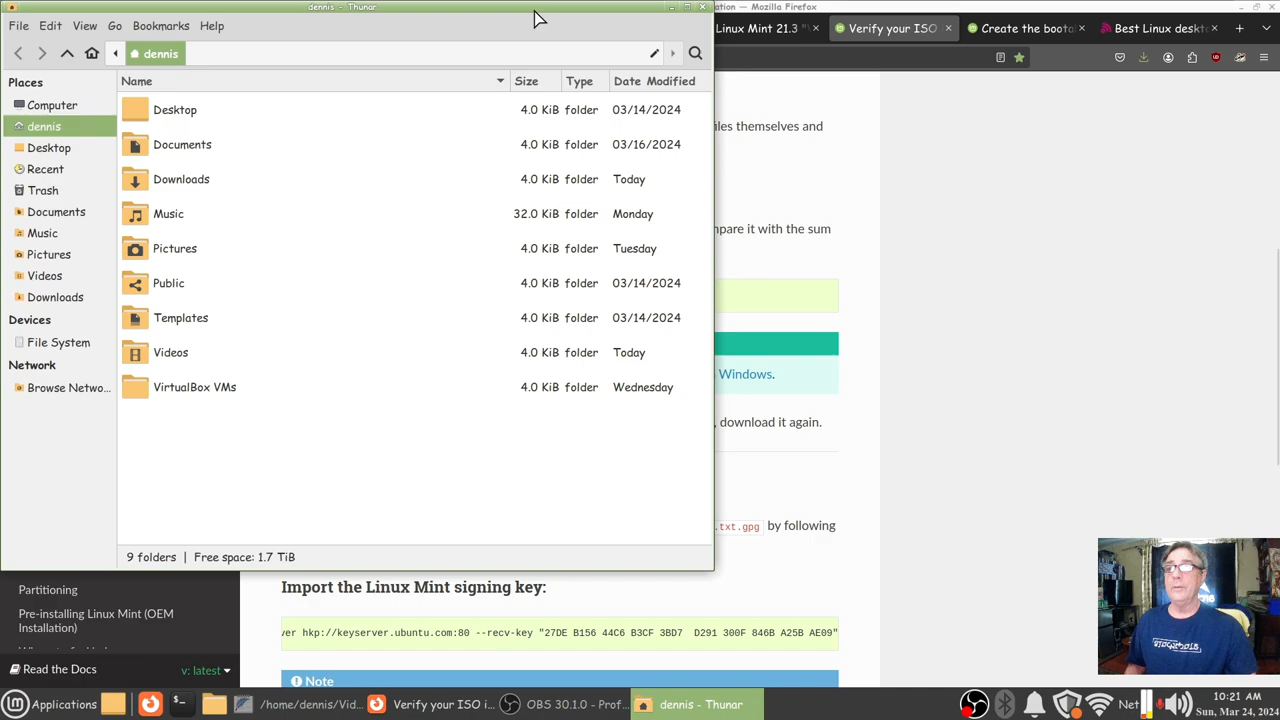 dennis - Thunar
ation — Mozilla Firefox
File Edit View Go Bookmarks Help
Linux Mint 21.3 "
Verify your ISO
Create the bootal
Best Linux deskt
dennis
Places
Name Size Type Date Modified
Computer
dennis
Desktop
Recent
Trash
Documents
Music
Pictures
Videos
Downloads
Devices
File System
Network
Browse Netwo...
Desktop 4.0 KiB folder 03/14/2024
Documents 4.0 KiB folder 03/16/2024
Downloads 4.0 KiB folder Today
Music 32.0 KiB folder Monday
Pictures 4.0 KiB folder Tuesday
Public 4.0 KiB folder 03/14/2024
Templates 4.0 KiB folder 03/14/2024
Videos 4.0 KiB folder Today
VirtualBox VMs 4.0 KiB folder Wednesday
9 folders | Free space: 1.7 TiB
iles themselves and
npare it with the sum
Windows.
, download it again.
.txt.gpg by following
Partitioning
Pre-installing Linux Mint (OEM
Installation)
Read the Docs v: latest
Import the Linux Mint signing key:
ver hkp://keyserver.ubuntu.com:80 --recv-key "27DE B156 44C6 B3CF 3BD7 D291 300F 846B A25B AE09"
Note
Applications
/home/dennis/Vid...
Verify your ISO i...
OBS 30.1.0 - Prof...
dennis - Thunar
Net
10:21 AM
Sun, Mar 24, 2024